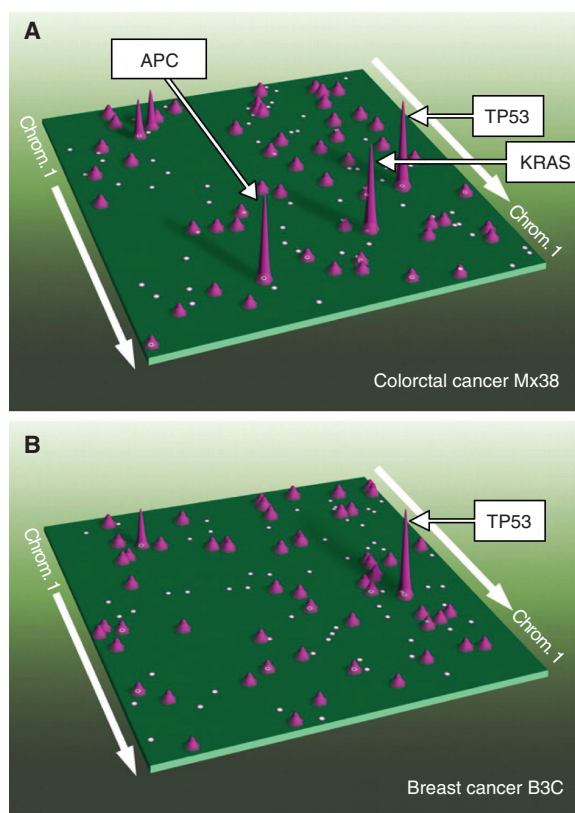 A
APC
TP53
KRAS
Chrom. 1
Chrom. 1
Colorctal cancer Mx38
B
TP53
Chrom. 1
Chrom. 1
Breast cancer B3C